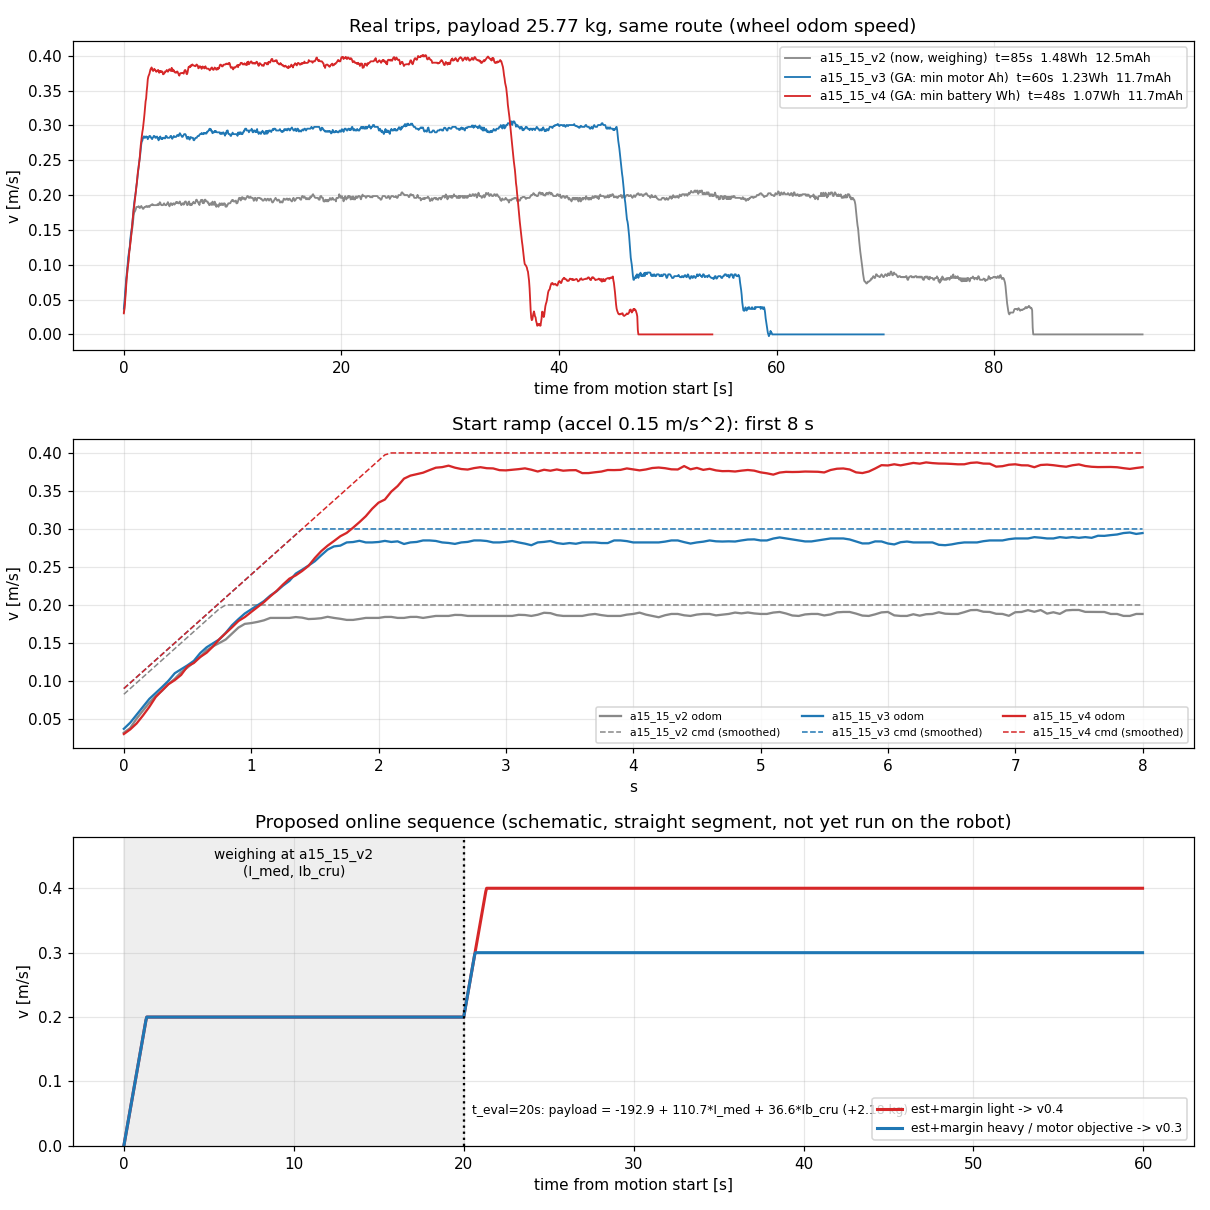 Real trips, payload 25.77 kg, same route (wheel odom speed)
a15_15_v2 (now, weighing) t=85s 1.48Wh 12.5mAh
a15_15_v3 (GA: min motor Ah) t=60s 1.23Wh 11.7mAh
a15_15_v4 (GA: min battery Wh) t=48s 1.07Wh 11.7mAh
v [m/s]
0.40
0.35
0.30
0.25
0.20
0.15
0.10
0.05
0.00
0 20 40 60 80
time from motion start [s]
Start ramp (accel 0.15 m/s^2): first 8 s
v [m/s]
0.40
0.35
0.30
0.25
0.20
0.15
0.10
0.05
a15_15_v2 odom a15_15_v3 odom a15_15_v4 odom
a15_15_v2 cmd (smoothed) a15_15_v3 cmd (smoothed) a15_15_v4 cmd (smoothed)
0 1 2 3 4 5 6 7 8
s
Proposed online sequence (schematic, straight segment, not yet run on the robot)
weighing at a15_15_v2
(I_med, Ib_cru)
v [m/s]
0.4
0.3
0.2
0.1
0.0
t_eval=20s: payload = -192.9 + 110.7*I_med + 36.6*Ib_cru
est+margin light -> v0.4
est+margin heavy / motor objective -> v0.3
0 10 20 30 40 50 60
time from motion start [s]